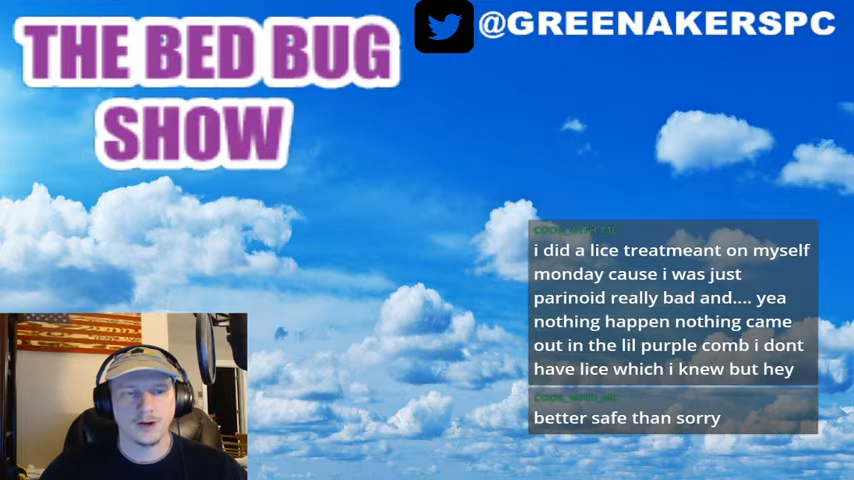 THE BED BUG
SHOW
@GREENAKERSPC
COOK_WITH_ME
i did a lice treatmeant on myself
monday cause i was just
parinoid really bad and.... yea
nothing happen nothing came
out in the lil purple comb i dont
have lice which i knew but hey
COOK_WITH_ME
better safe than sorry